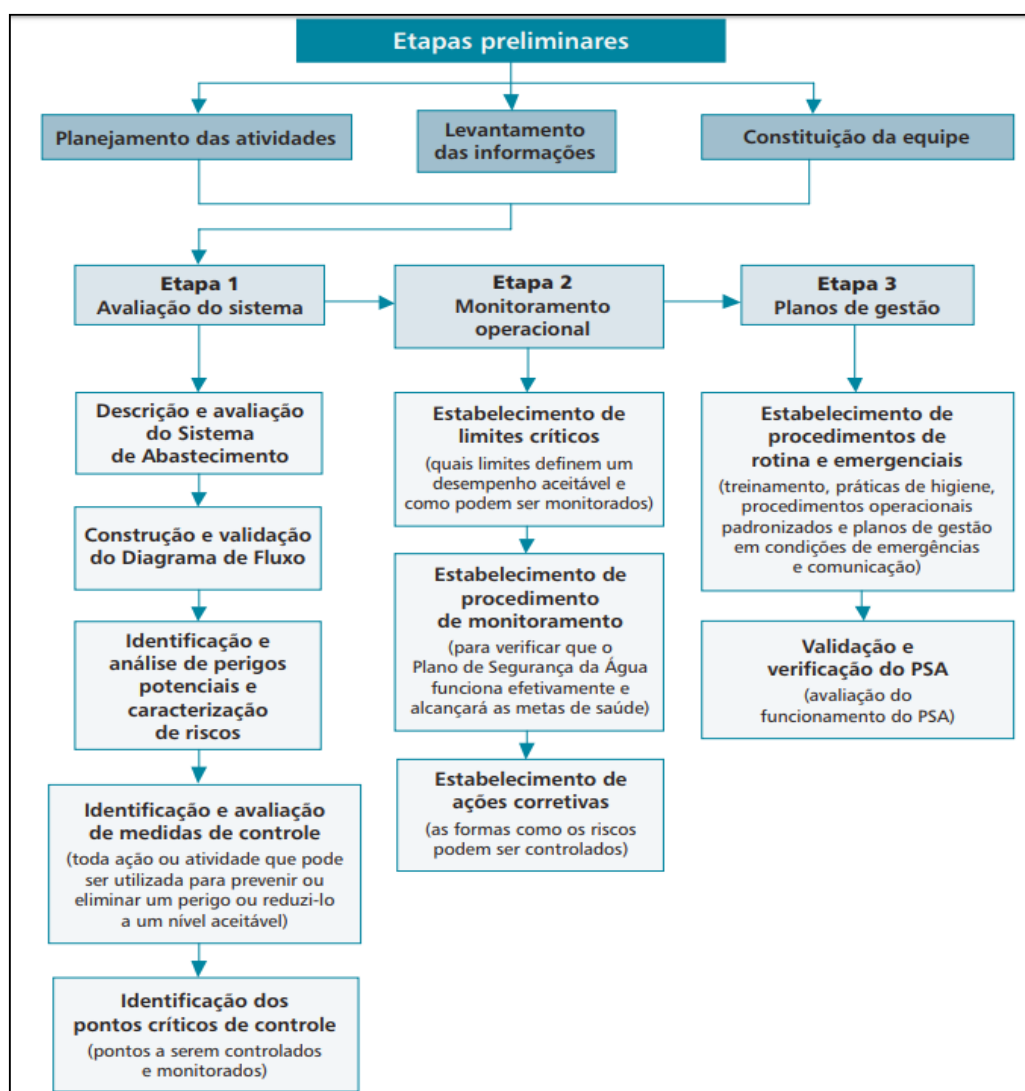 Etapas preliminares
Planejamento das atividades
Levantamento
das informações
Constituição da equipe
Etapa 1
Avaliação do sistema
Etapa 2
Monitoramento
operacional
Etapa 3
Planos de gestão
Descrição e avaliação
do Sistema
de Abastecimento
Construção e validação
do Diagrama de Fluxo
Identificação e
análise de perigos
potenciais e
caracterização
de riscos
Identificação e avaliação
de medidas de controle
(toda ação ou atividade que pode
ser utilizada para prevenir ou
eliminar um perigo ou reduzi-lo
a um nível aceitável)
Identificação dos
pontos críticos de controle
(pontos a serem controlados
e monitorados)
Estabelecimento de
limites críticos
(quais limites definem um
desempenho aceitável e
como podem ser monitorados)
Estabelecimento de
procedimento
de monitoramento
(para verificar que o
Plano de Segurança da Água
funciona efetivamente e
alcançará as metas de saúde)
Estabelecimento de
ações corretivas
(as formas como os riscos
podem ser controlados)
Estabelecimento de
procedimentos de
rotina e emergenciais
(treinamento, práticas de higiene,
procedimentos operacionais
padronizados e planos de gestão
em condições de emergências
e comunicação)
Validação e
verificação do PSA
(avaliação do
funcionamento do PSA)